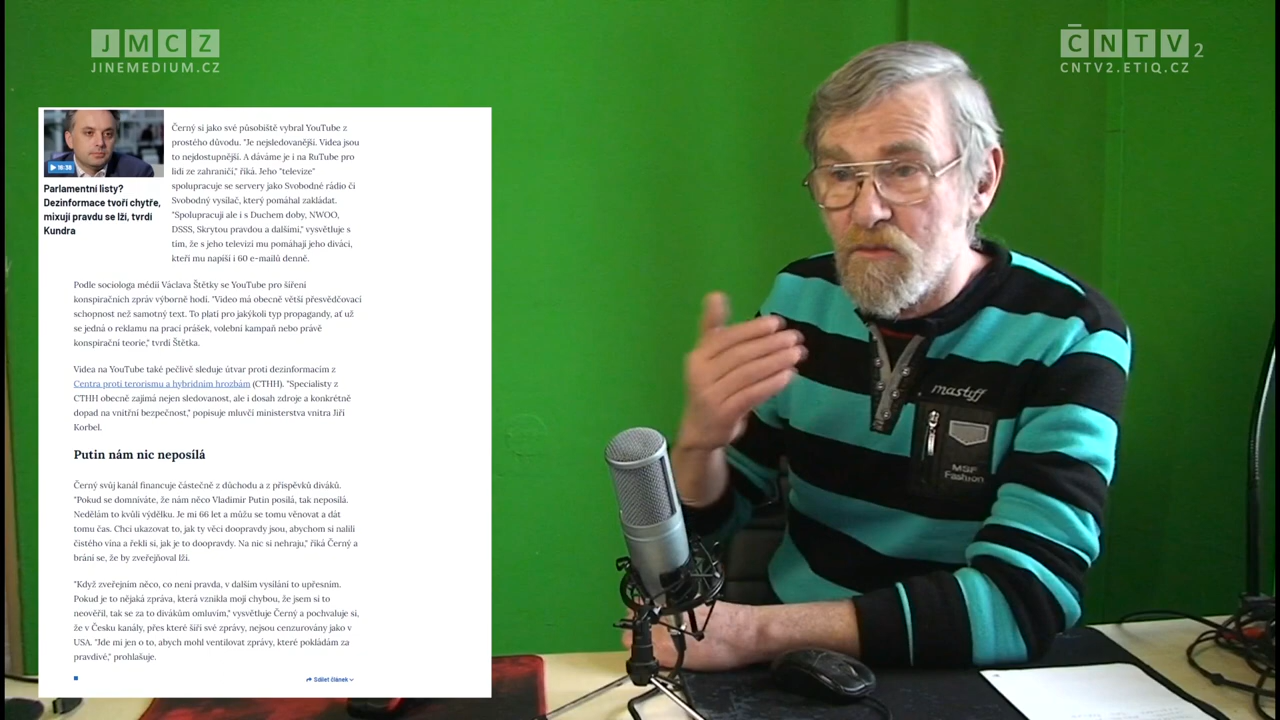 JMCZ
JINEMEDIUM.CZ
ČNTV2
CNTV2.ETIQ.CZ
16:38
Parlamentní listy?
Dezinformace tvoří chytře,
mixují pravdu se lží, tvrdí
Kundra
Černý si jako své působiště vybral YouTube z
prostého důvodu. "Je nejsledovanější. Videa jsou
to nejdostupnější. A dáváme je i na RuTube pro
lidi ze zahraničí," říká. Jeho "televize"
spolupracuje se servery jako Svobodné rádio či
Svobodný vysílač, který pomáhal zakládat.
"Spolupracuji ale i s Duchem doby, NWOO,
DSSS, Skrytou pravdou a dalšími," vysvětluje s
tím, že s jeho televizí mu pomáhají jeho diváci,
kteří mu napíší i 60 e-mailů denně.
Podle sociologa médií Václava Štětky se YouTube pro šíření
konspiračních zpráv výborně hodí. "Video má obecně větší přesvědčovací
schopnost než samotný text. To platí pro jakýkoli typ propagandy, ať už
se jedná o reklamu na prací prášek, volební kampaň nebo právě
konspirační teorie," tvrdí Štětka.
Videa na YouTube také pečlivě sleduje útvar proti dezinformacím z
Centra proti terorismu a hybridním hrozbám (CTHH). "Specialisty z
CTHH obecně zajímá nejen sledovanost, ale i dosah zdroje a konkrétně
dopad na vnitřní bezpečnost," popisuje mluvčí ministerstva vnitra Jiří
Korbel.
Putin nám nic neposílá
Černý svůj kanál financuje částečně z důchodu a z příspěvků diváků.
"Pokud se domníváte, že nám něco Vladimir Putin posílá, tak neposílá.
Nedělám to kvůli výdělku. Je mi 66 let a můžu se tomu věnovat a dát
tomu čas. Chci ukazovat to, jak ty věci doopravdy jsou, abychom si nalili
čistého vína a řekli si, jak je to doopravdy. Na nic si nehraju," říká Černý a
brání se, že by zveřejňoval lži.
"Když zveřejním něco, co není pravda, v dalším vysílání to upřesním.
Pokud je to nějaká zpráva, která vznikla mojí chybou, že jsem si to
neověřil, tak se za to divákům omluvím," vysvětluje Černý a pochvaluje si,
že v Česku kanály, přes které šíří své zprávy, nejsou cenzurovány jako v
USA. "Jde mi jen o to, abych mohl ventilovat zprávy, které pokládám za
pravdivé," prohlašuje.
Sdílet článek
mastiff
MSF
Fashion